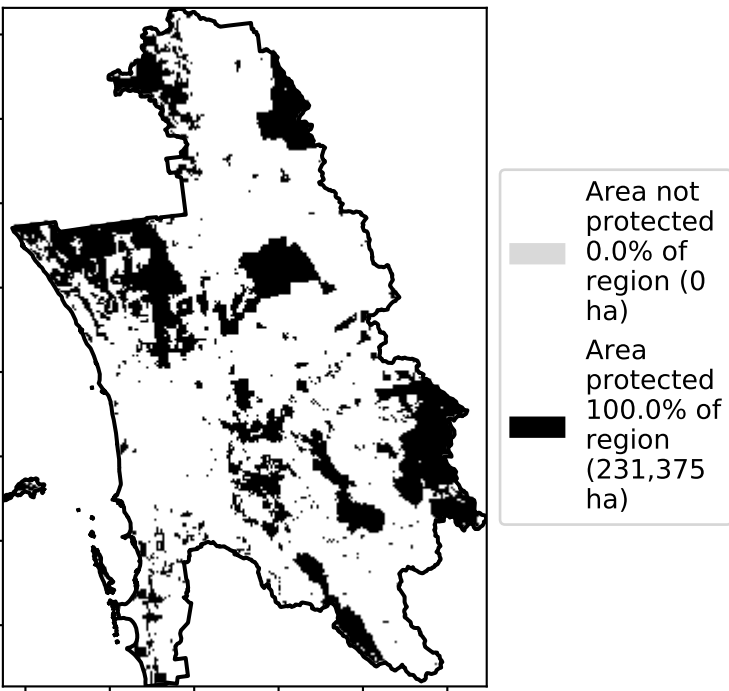 Area not
protected
0.0% of
region (0
ha)
Area
protected
100.0% of
region
(231,375
ha)